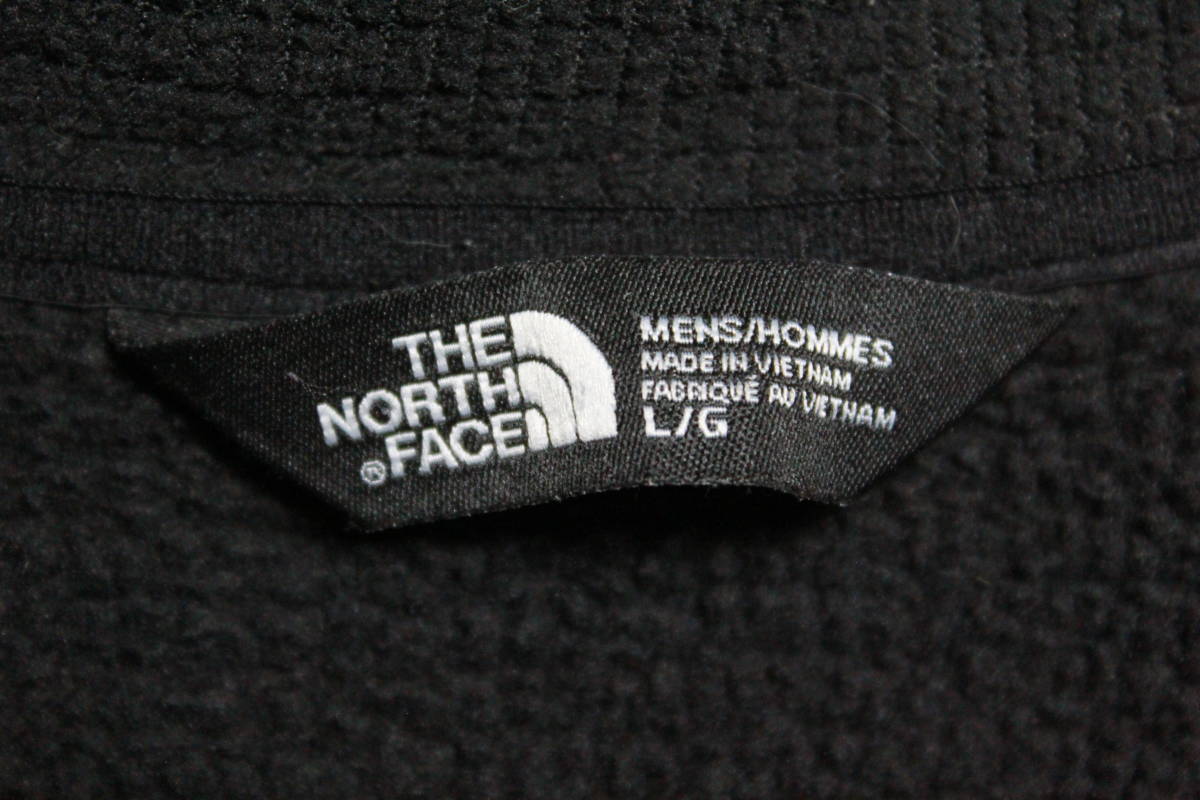 THE
NORTH
FACE
®
MENS/HOMMES
MADE IN VIETNAM
FABRIQUÉ AU VIETNAM
L/G